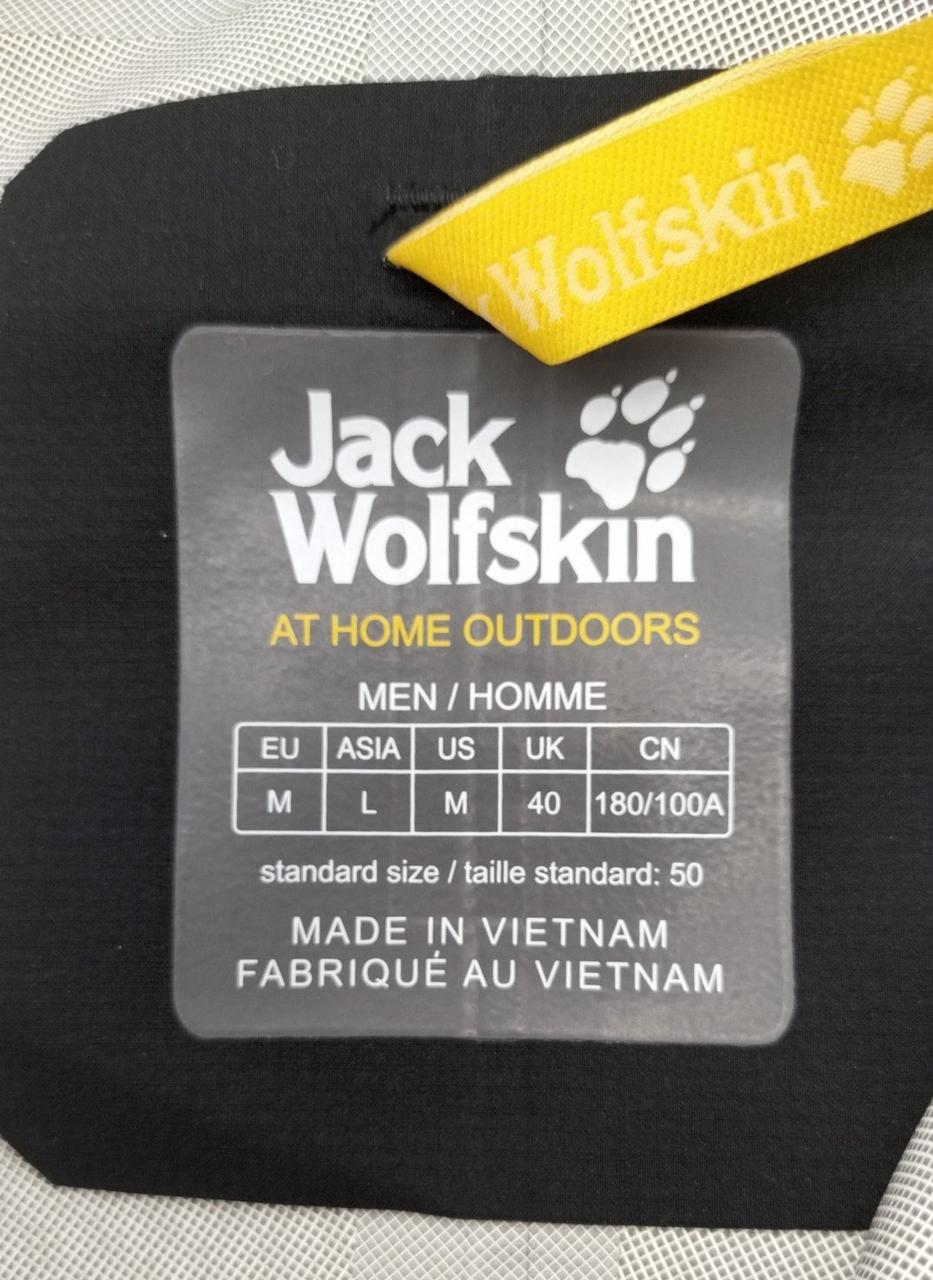 Wolfskin
Jack
Wolfskin
AT HOME OUTDOORS
MEN / HOMME
EU ASIA US UK CN
M L M 40 180/100A
standard size / taille standard: 50
MADE IN VIETNAM
FABRIQUÉ AU VIETNAM